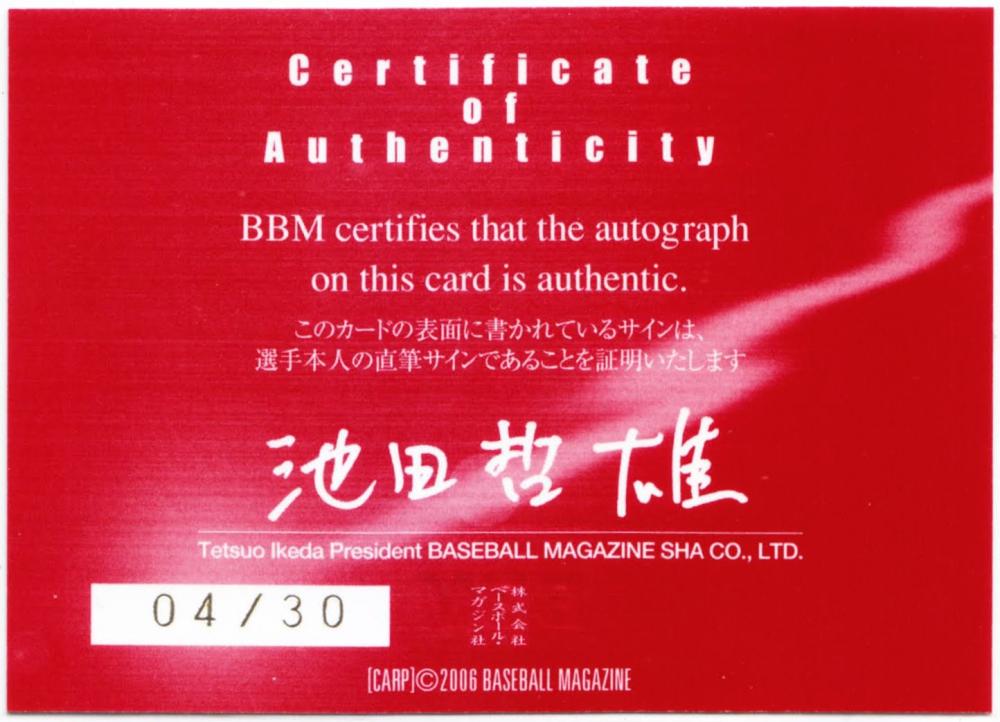 Certificate
of
Authenticity
BBM certifies that the autograph
on this card is authentic.
このカードの表面に書かれているサインは、
選手本人の直筆サインであることを証明いたします
池田哲雄
Tetsuo Ikeda President BASEBALL MAGAZINE SHA CO., LTD.
04/30
株式会社
ベースボール・
マガジン社
[CARP]©2006 BASEBALL MAGAZINE